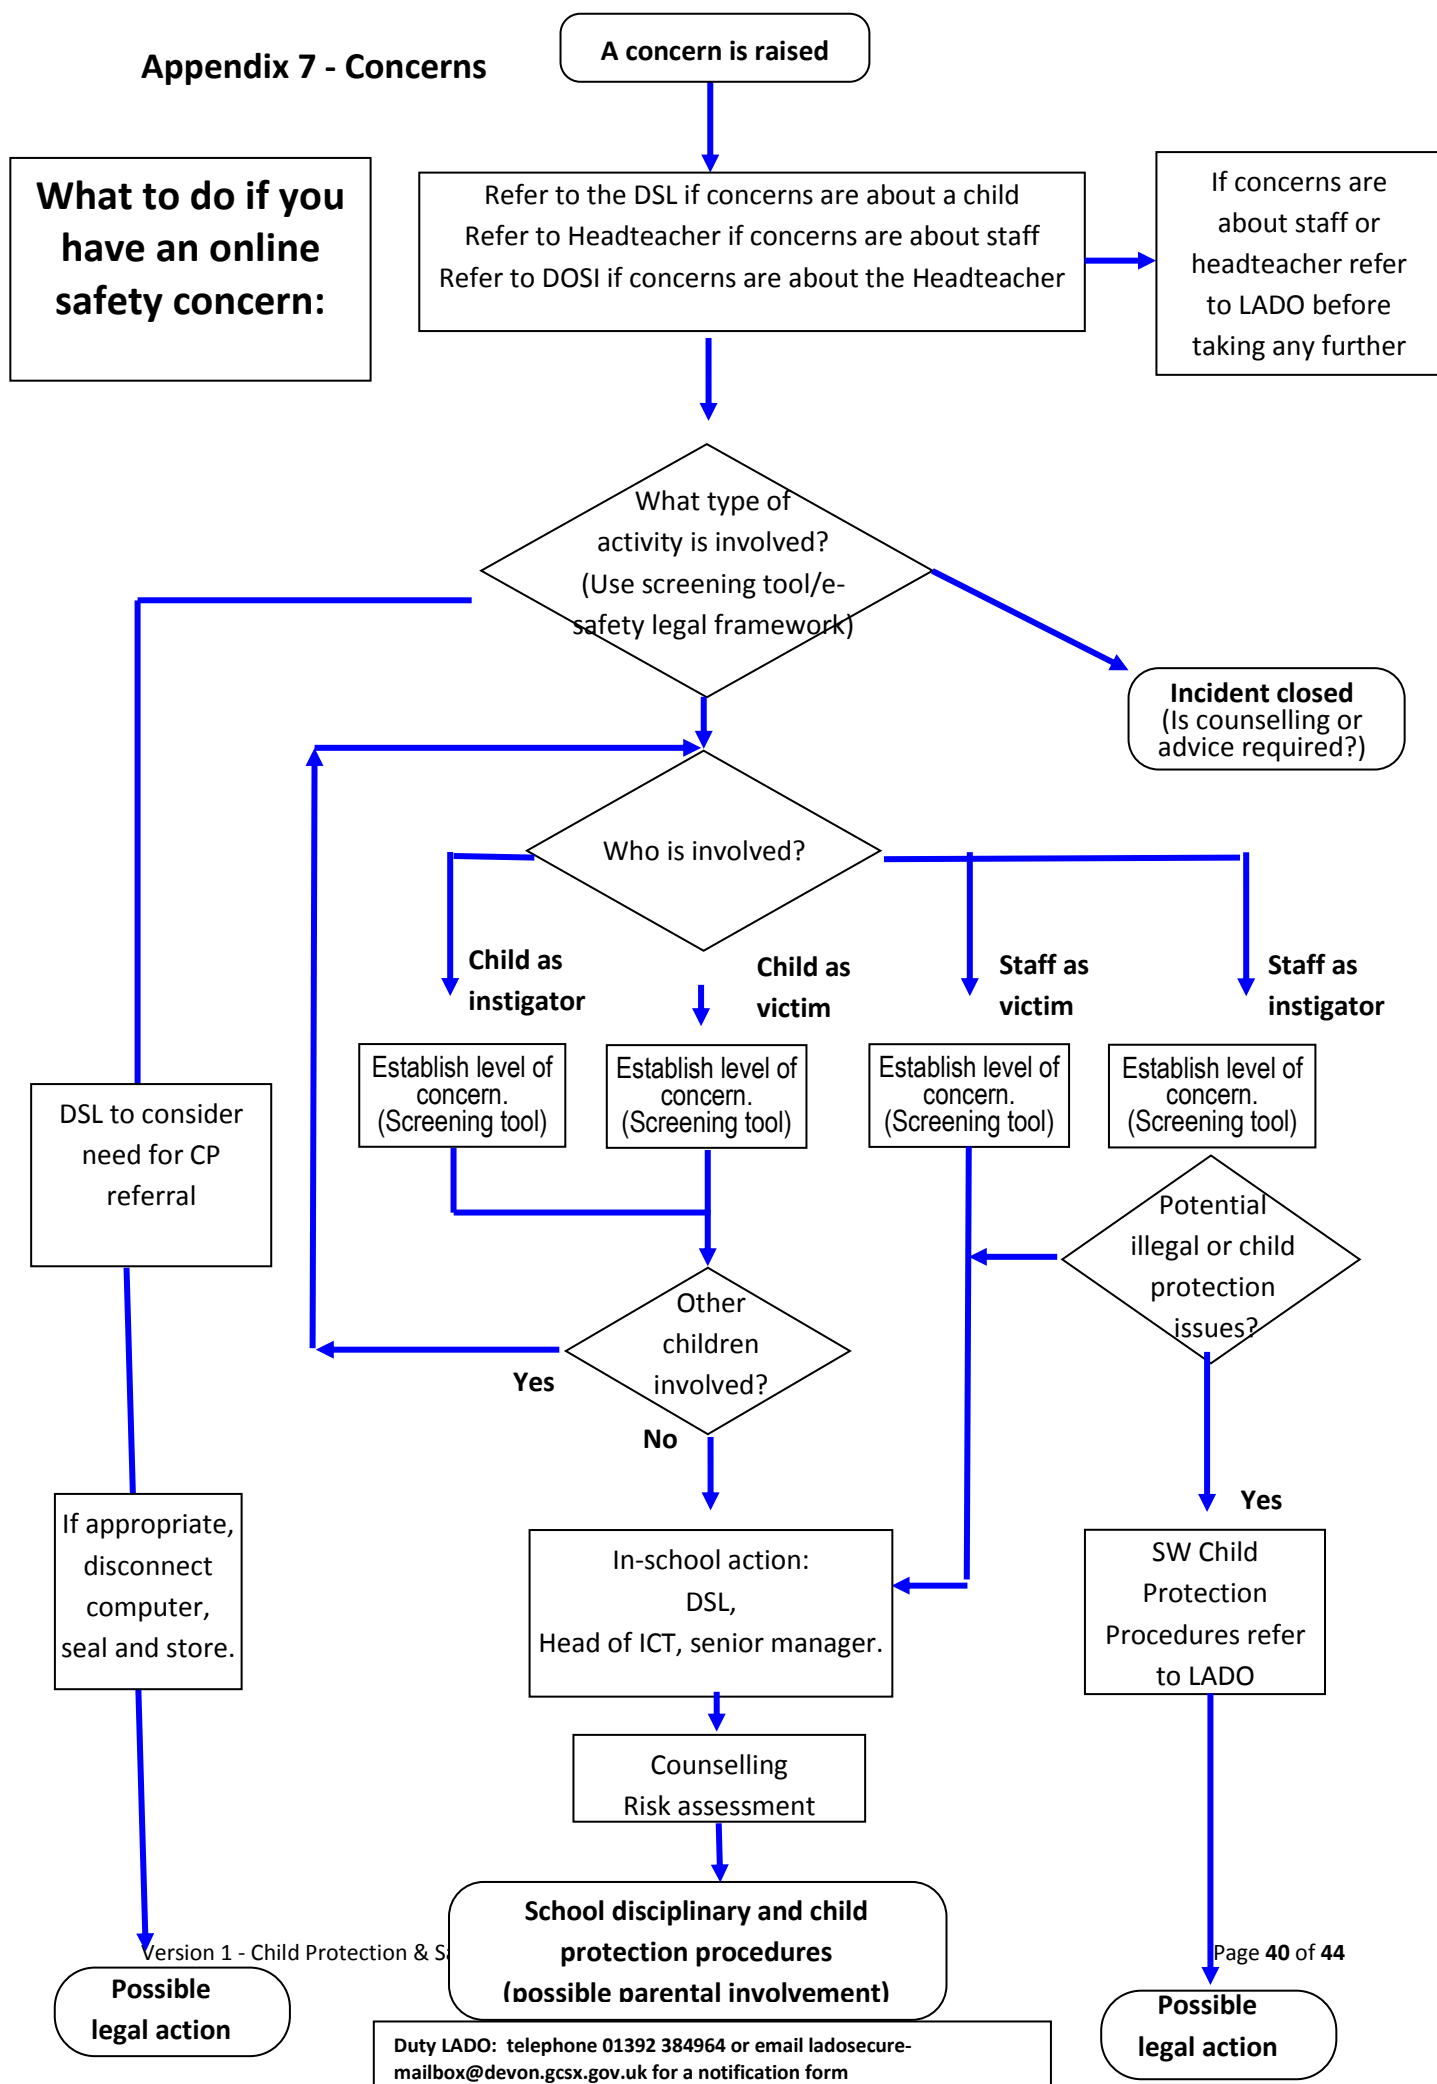 Appendix 7 - Concerns
A concern is raised
What to do if you
have an online
safety concern:
Refer to the DSL if concerns are about a child
Refer to Headteacher if concerns are about staff
Refer to DOSI if concerns are about the Headteacher
If concerns are
about staff or
headteacher refer
to LADO before
taking any further
What type of
activity is involved?
(Use screening tool/e-
safety legal framework)
Incident closed
(Is counselling or
advice required?)
Who is involved?
Child as
instigator
Child as
victim
Staff as
victim
Staff as
instigator
Establish level of
concern.
(Screening tool)
Establish level of
concern.
(Screening tool)
Establish level of
concern.
(Screening tool)
Establish level of
concern.
(Screening tool)
DSL to consider
need for CP
referral
Potential
illegal or child
protection
issues?
Other
children
involved?
Yes
No
Yes
If appropriate,
disconnect
computer,
seal and store.
In-school action:
DSL,
Head of ICT, senior manager.
SW Child
Protection
Procedures refer
to LADO
Counselling
Risk assessment
School disciplinary and child
protection procedures
(possible parental involvement)
Version 1 - Child Protection & Sa
Page 40 of 44
Possible
legal action
Possible
legal action
Duty LADO: telephone 01392 384964 or email ladosecure-
mailbox@devon.gcsx.gov.uk for a notification form